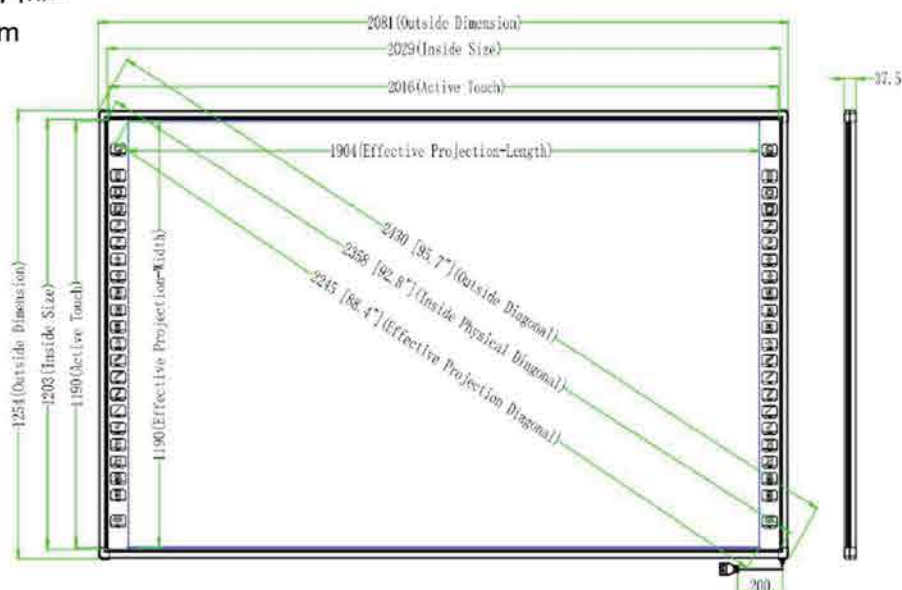 m
2081(Outside Dimension)
2029(Inside Size)
2016(Active Touch)
37.5
1904(Effective Projection-Length)
2430 [95.7"](Outside Diagonal)
2358 [92.8"](Inside Physical Diagonal)
2245 [88.4"](Effective Projection Diagonal)
1254(Outside Dimension)
1203(Inside Size)
1190(Active Touch)
1190(Effective Projection-Width)
200